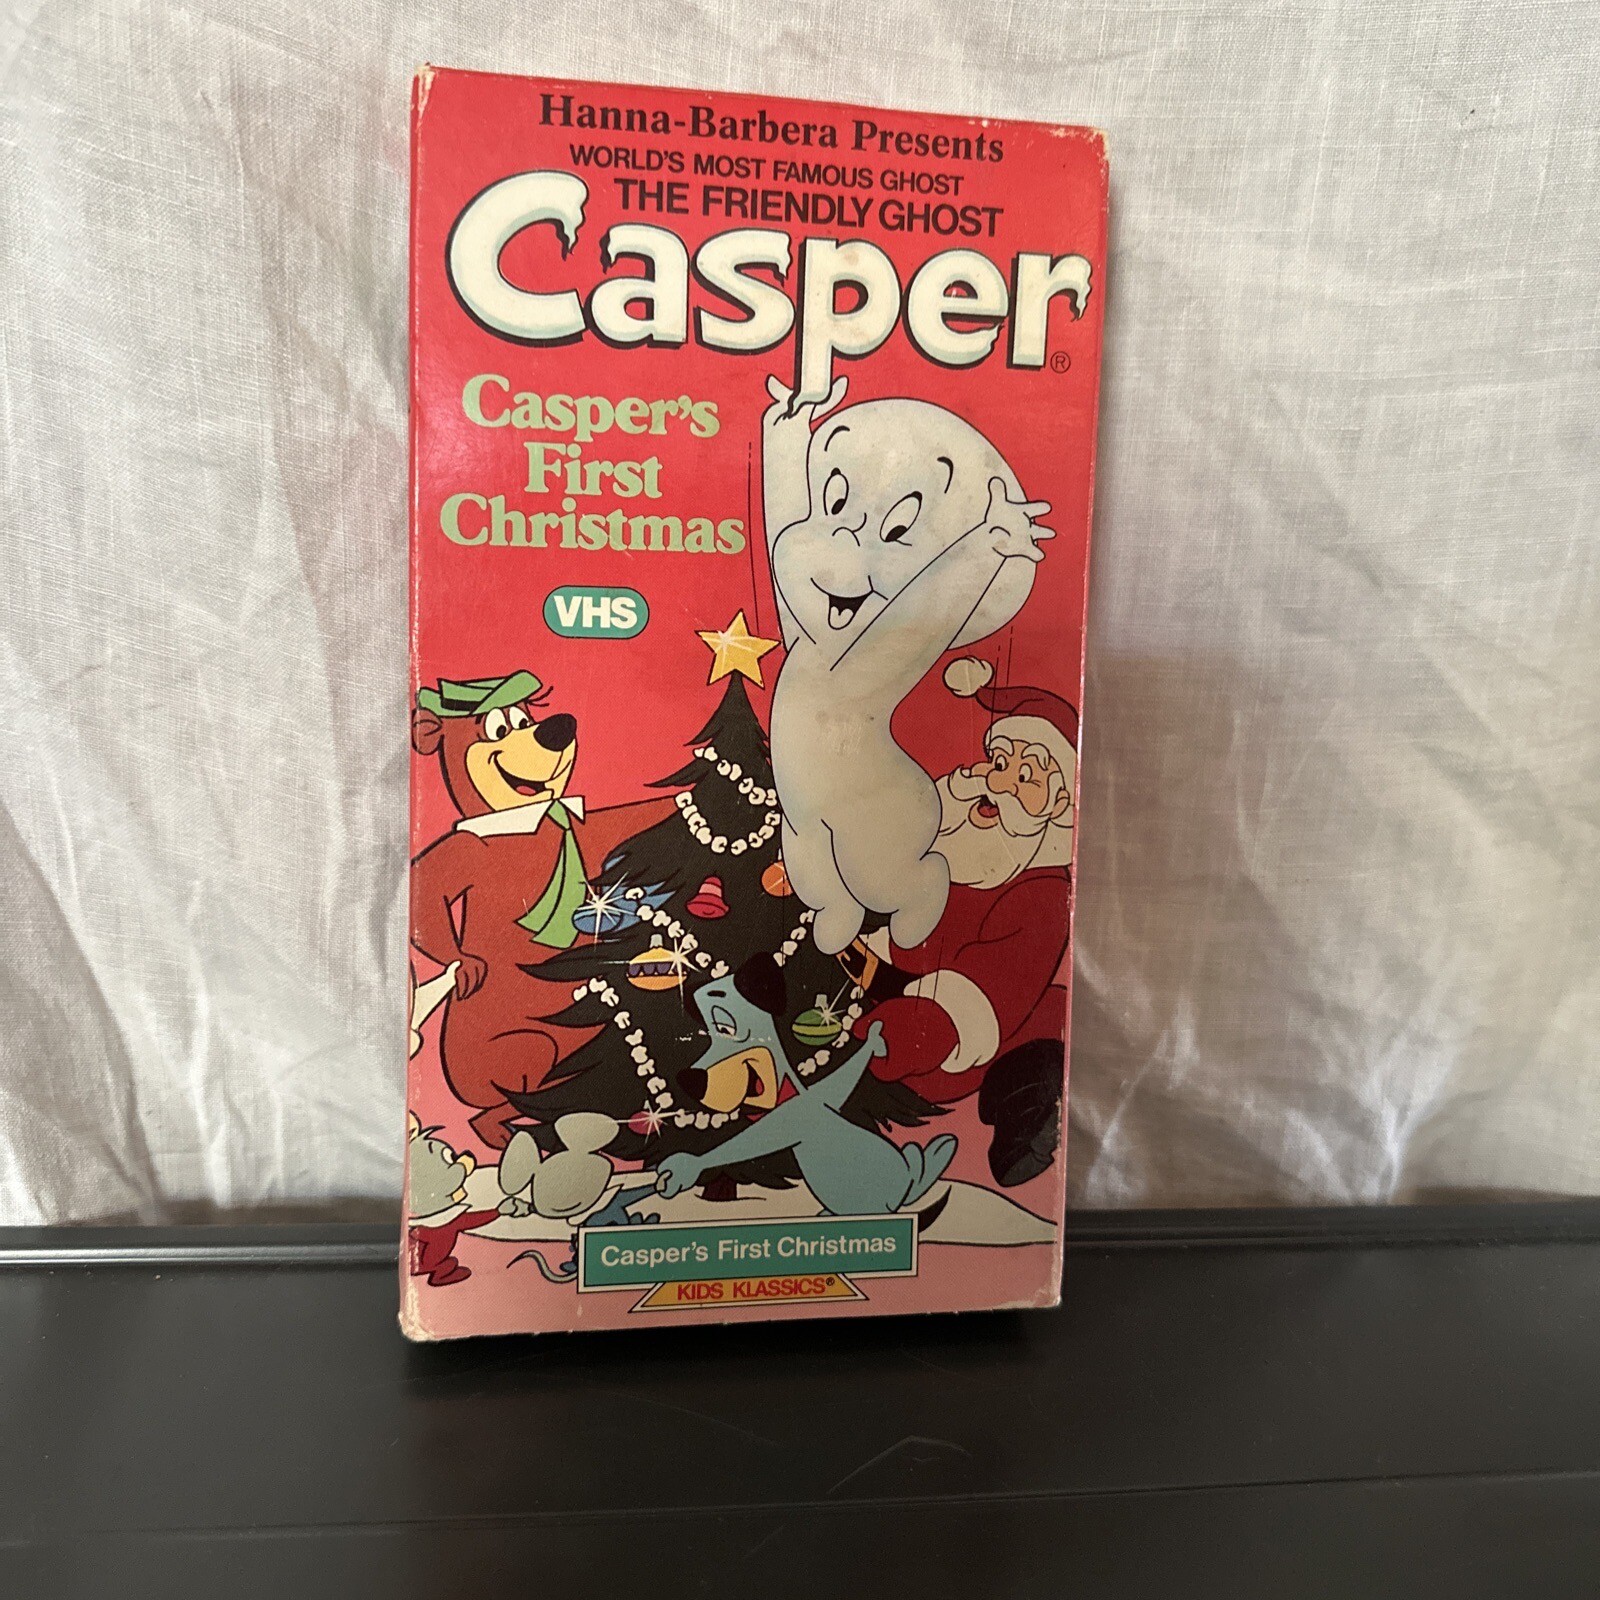 Hanna-Barbera Presents
WORLD'S MOST FAMOUS GHOST
THE FRIENDLY GHOST
Casper®
Casper's
First
Christmas
VHS
Casper's First Christmas
KIDS KLASSICS®